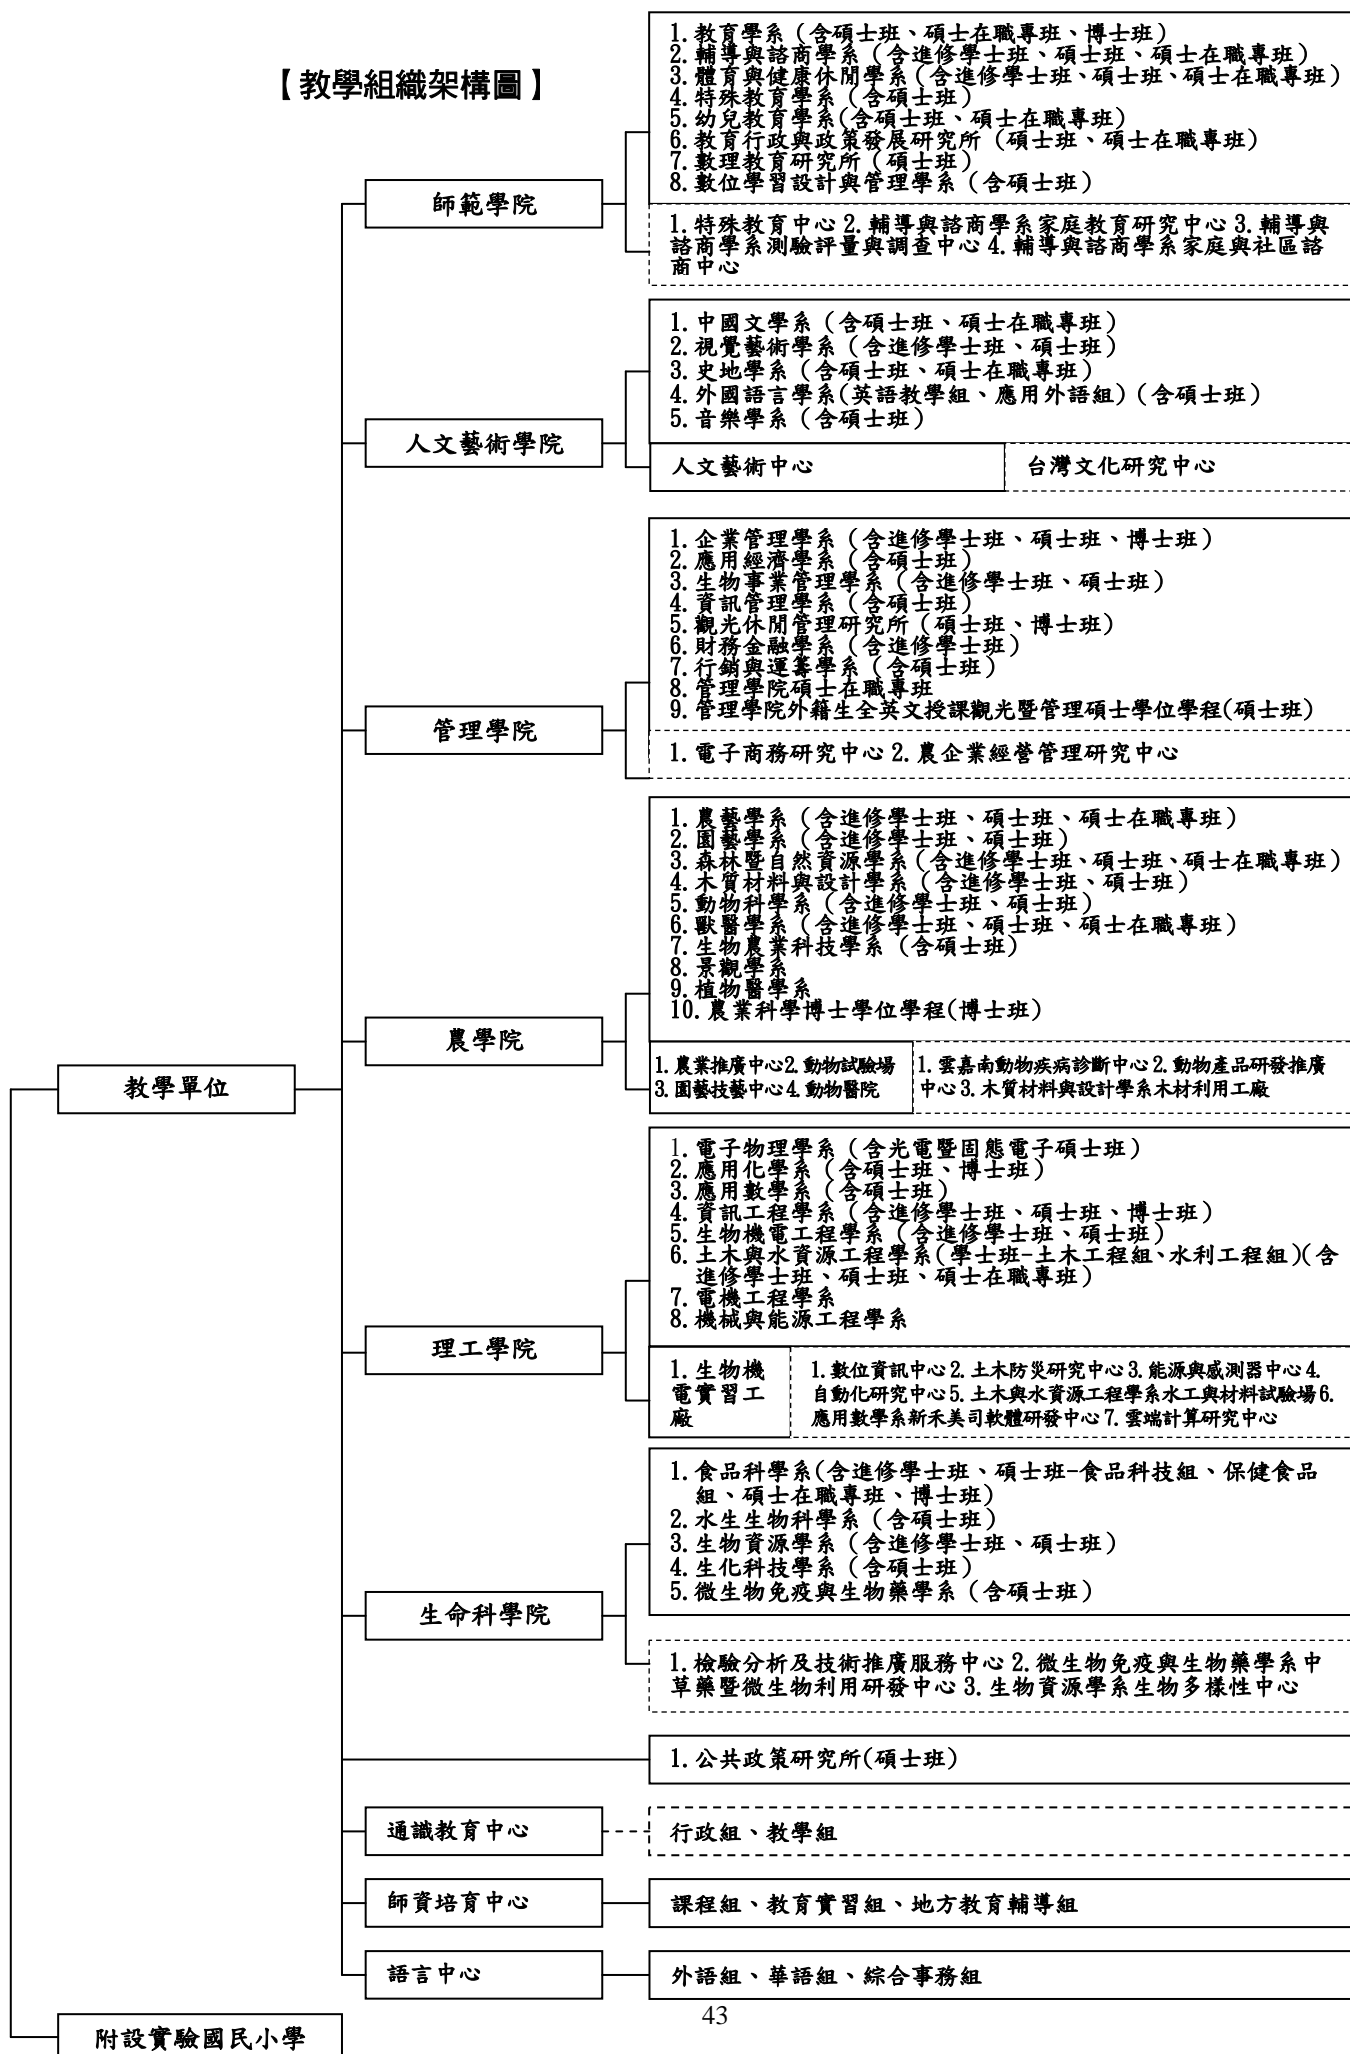 【教學組織架構圖】
1.教育學系（含碩士班、碩士在職專班、博士班）
2.輔導與諮商學系（含進修學士班、碩士班、碩士在職專班）
3.體育與健康休閒學系(含進修學士班、碩士班、碩士在職專班）
4.特殊教育學系（含碩士班）
5.幼兒教育學系(含碩士班、碩士在職專班）
6.教育行政與政策發展研究所（碩士班、碩士在職專班）
7.數理教育研究所（碩士班）
8.數位學習設計與管理學系（含碩士班）
師範學院
1.特殊教育中心 2.輔導與諮商學系家庭教育研究中心 3.輔導與
諮商學系測驗評量與調查中心 4.輔導與諮商學系家庭與社區諮
商中心
1.中國文學系（含碩士班、碩士在職專班）
2.視覺藝術學系（含進修學士班、碩士班）
3.史地學系（含碩士班、碩士在職專班）
4.外國語言學系(英語教學組、應用外語組)（含碩士班）
5.音樂學系（含碩士班）
人文藝術學院
人文藝術中心
台灣文化研究中心
1.企業管理學系（含進修學士班、碩士班、博士班）
2.應用經濟學系（含碩士班）
3.生物事業管理學系（含進修學士班、碩士班）
4.資訊管理學系（含碩士班）
5.觀光休閒管理研究所（碩士班、博士班）
6.財務金融學系（含進修學士班）
7.行銷與運籌學系（含碩士班）
8.管理學院碩士在職專班
9.管理學院外籍生全英文授課觀光暨管理碩士學位學程(碩士班)
管理學院
1.電子商務研究中心 2.農企業經營管理研究中心
1.農藝學系（含進修學士班、碩士班、碩士在職專班）
2.園藝學系（含進修學士班、碩士班）
3.森林暨自然資源學系(含進修學士班、碩士班、碩士在職專班）
4.木質材料與設計學系（含進修學士班、碩士班）
5.動物科學系（含進修學士班、碩士班）
6.獸醫學系（含進修學士班、碩士班、碩士在職專班）
7.生物農業科技學系（含碩士班）
8.景觀學系
9.植物醫學系
10.農業科學博士學位學程(博士班)
農學院
1.農業推廣中心2.動物試驗場
3.園藝技藝中心4.動物醫院
1.雲嘉南動物疾病診斷中心 2.動物產品研發推廣
中心 3.木質材料與設計學系木材利用工廠
教學單位
1.電子物理學系（含光電暨固態電子碩士班）
2.應用化學系（含碩士班、博士班）
3.應用數學系（含碩士班）
4.資訊工程學系（含進修學士班、碩士班、博士班）
5.生物機電工程學系（含進修學士班、碩士班）
6.土木與水資源工程學系(學士班-土木工程組、水利工程組)(含
進修學士班、碩士班、碩士在職專班)
7.電機工程學系
8.機械與能源工程學系
理工學院
1.生物機
電實習工
廠
1.數位資訊中心 2.土木防災研究中心 3.能源與感測器中心 4.
自動化研究中心 5.土木與水資源工程學系水工與材料試驗場 6.
應用數學系新禾美司軟體研發中心 7.雲端計算研究中心
1.食品科學系(含進修學士班、碩士班-食品科技組、保健食品
組、碩士在職專班、博士班)
2.水生生物科學系（含碩士班）
3.生物資源學系（含進修學士班、碩士班）
4.生化科技學系（含碩士班）
5.微生物免疫與生物藥學系（含碩士班）
生命科學院
1.檢驗分析及技術推廣服務中心 2.微生物免疫與生物藥學系中
草藥暨微生物利用研發中心 3.生物資源學系生物多樣性中心
1.公共政策研究所(碩士班)
通識教育中心
行政組、教學組
師資培育中心
課程組、教育實習組、地方教育輔導組
語言中心
外語組、華語組、綜合事務組
43
附設實驗國民小學